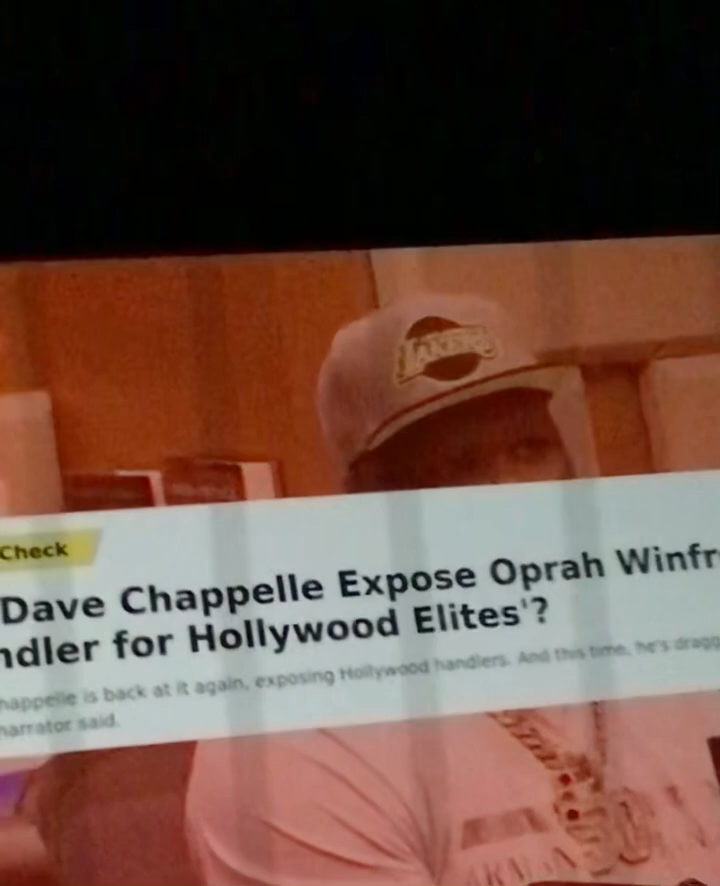 LAKERS
Check
Dave Chappelle Expose Oprah Winfr
ndler for Hollywood Elites'?
happelle is back at it again, exposing Hollywood handlers. And this time, he's dragg
narrator said.